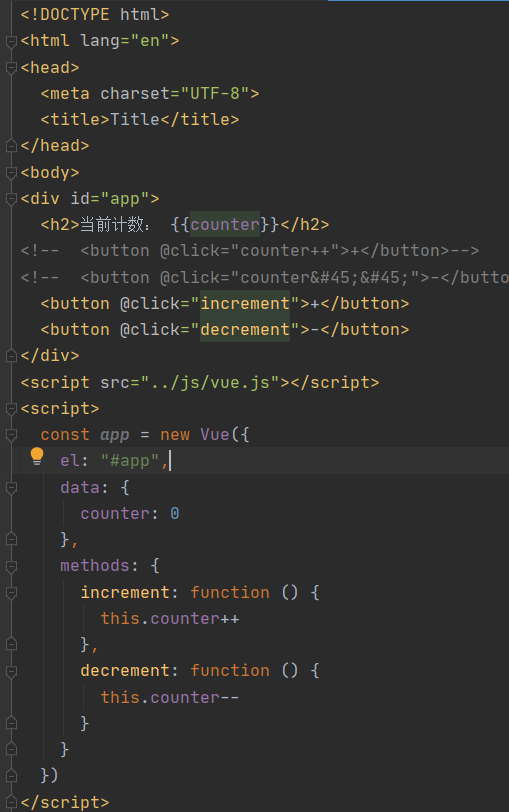 <!DOCTYPE html>
<html lang="en">
<head>
  <meta charset="UTF-8">
  <title>Title</title>
</head>
<body>
<div id="app">
  <h2>当前计数： {{counter}}</h2>
<!--  <button @click="counter++">+</button>-->
<!--  <button @click="counter&#45;&#45;">-</butto
  <button @click="increment">+</button>
  <button @click="decrement">-</button>
</div>
<script src="../js/vue.js"></script>
<script>
  const app = new Vue({
    el: "#app",
    data: {
      counter: 0
    },
    methods: {
      increment: function () {
        this.counter++
      },
      decrement: function () {
        this.counter--
      }
    }
  })
</script>